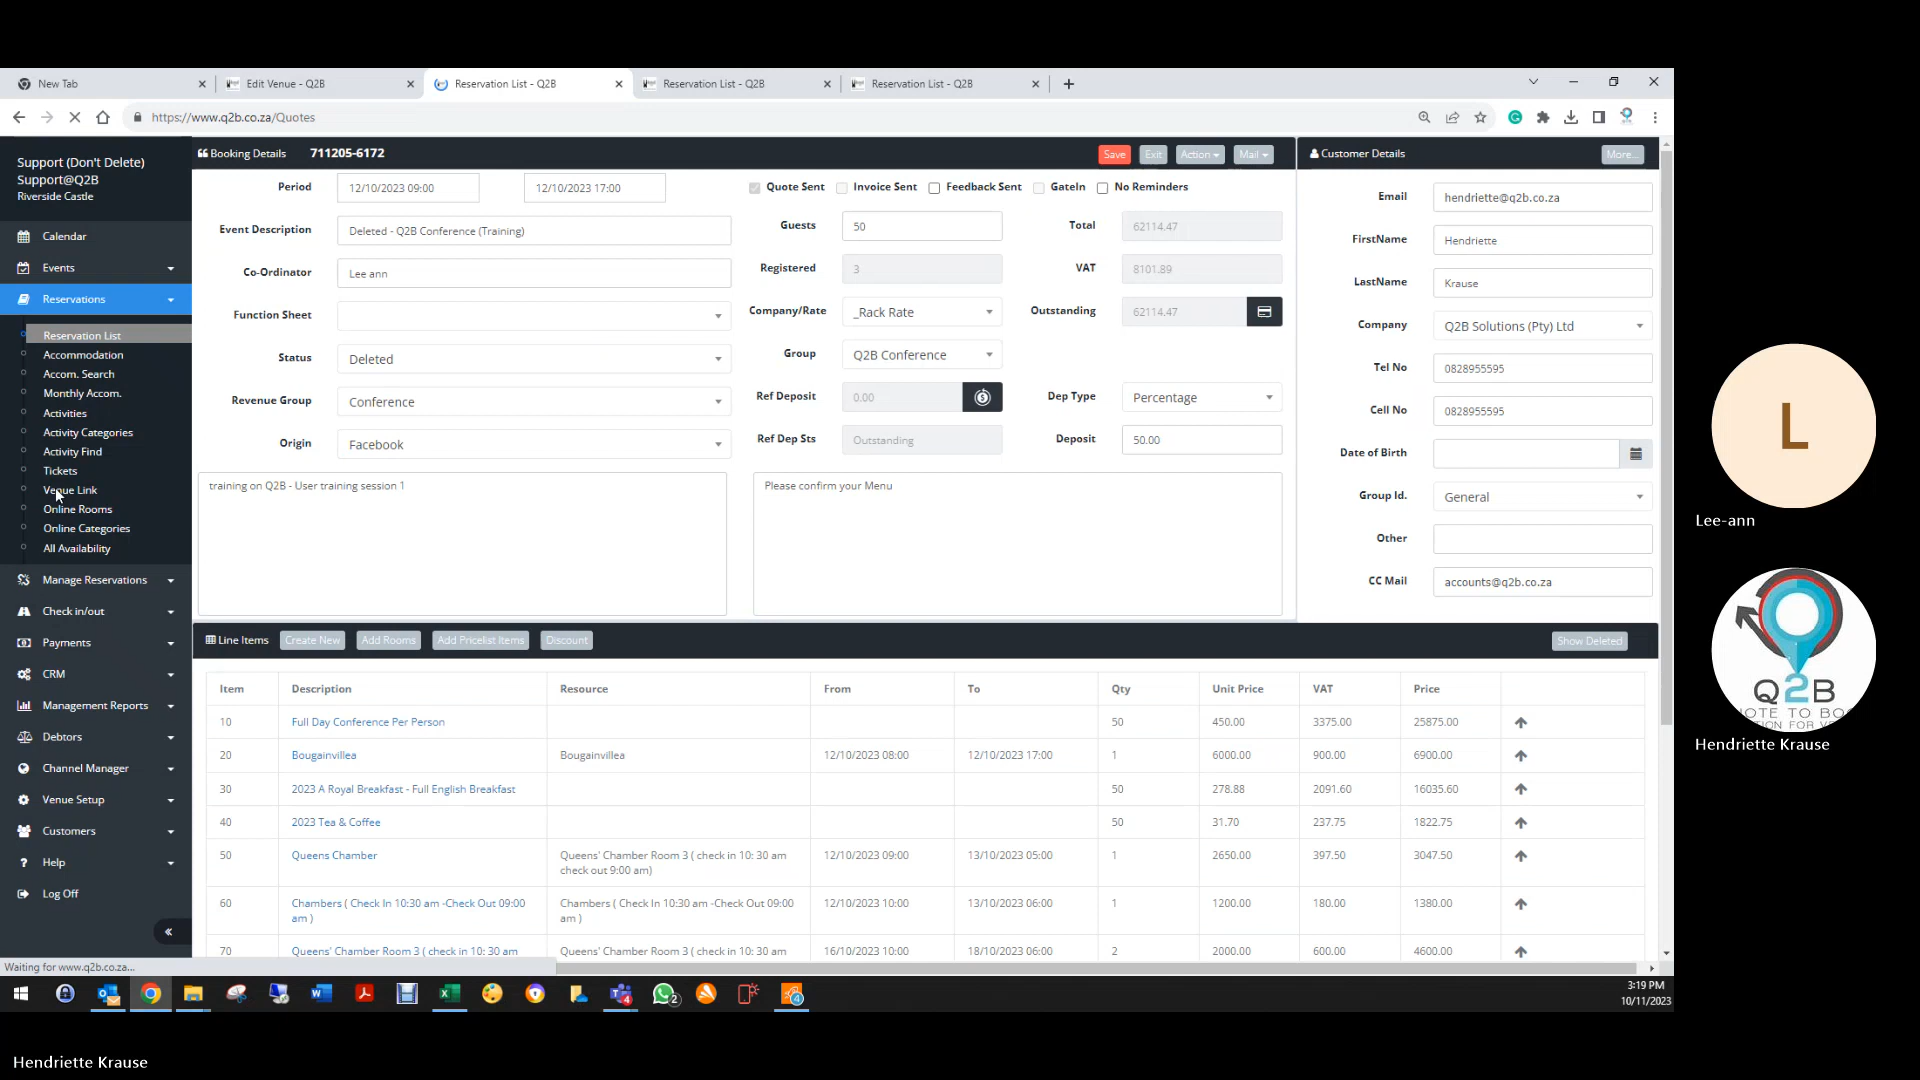 New Tab
Edit Venue - Q2B
Reservation List - Q2B
Reservation List - Q2B
Reservation List - Q2B
https://www.q2b.co.za/Quotes
Support (Don't Delete)
Support@Q2B
Riverside Castle
Calendar
Events
Reservations
Reservation List
Accommodation
Accom. Search
Monthly Accom.
Activities
Activity Categories
Activity Find
Tickets
Venue Link
Online Rooms
Online Categories
All Availability
Manage Reservations
Check in/out
Payments
CRM
Management Reports
Debtors
Channel Manager
Venue Setup
Customers
Help
Log Off
Waiting for www.q2b.co.za...
Booking Details 711205-6172 Save Exit Action Mail
Period 12/10/2023 09:00 12/10/2023 17:00
Quote Sent Invoice Sent Feedback Sent GateIn No Reminders
Event Description Deleted - Q2B Conference (Training)
Co-Ordinator Lee ann
Function Sheet
Status Deleted
Revenue Group Conference
Origin Facebook
Guests 50 Total 62114.47
Registered 3 VAT 8101.89
Company/Rate _Rack Rate Outstanding 62114.47
Group Q2B Conference
Ref Deposit 0.00 Dep Type Percentage
Ref Dep Sts Outstanding Deposit 50.00
training on Q2B - User training session 1
Please confirm your Menu
Customer Details More...
Email hendriette@q2b.co.za
FirstName Hendriette
LastName Krause
Company Q2B Solutions (Pty) Ltd
Tel No 0828955595
Cell No 0828955595
Date of Birth
Group Id. General
Other
CC Mail accounts@q2b.co.za
Line Items Create New Add Rooms Add Pricelist Items Discount Show Deleted
Item Description Resource From To Qty Unit Price VAT Price
10 Full Day Conference Per Person 50 450.00 3375.00 25875.00
20 Bougainvillea Bougainvillea 12/10/2023 08:00 12/10/2023 17:00 1 6000.00 900.00 6900.00
30 2023 A Royal Breakfast - Full English Breakfast 50 278.88 2091.60 16035.60
40 2023 Tea & Coffee 50 31.70 237.75 1822.75
50 Queens Chamber Queens' Chamber Room 3 ( check in 10: 30 am check out 9:00 am) 12/10/2023 09:00 13/10/2023 05:00 1 2650.00 397.50 3047.50
60 Chambers ( Check In 10:30 am -Check Out 09:00 am ) Chambers ( Check In 10:30 am -Check Out 09:00 am ) 12/10/2023 10:00 13/10/2023 06:00 1 1200.00 180.00 1380.00
70 Queens' Chamber Room 3 ( check in 10: 30 am Queens' Chamber Room 3 ( check in 10: 30 am 16/10/2023 10:00 18/10/2023 06:00 2 2000.00 600.00 4600.00
3:19 PM
10/11/2023
L
Lee-ann
Q2B
Hendriette Krause
Hendriette Krause